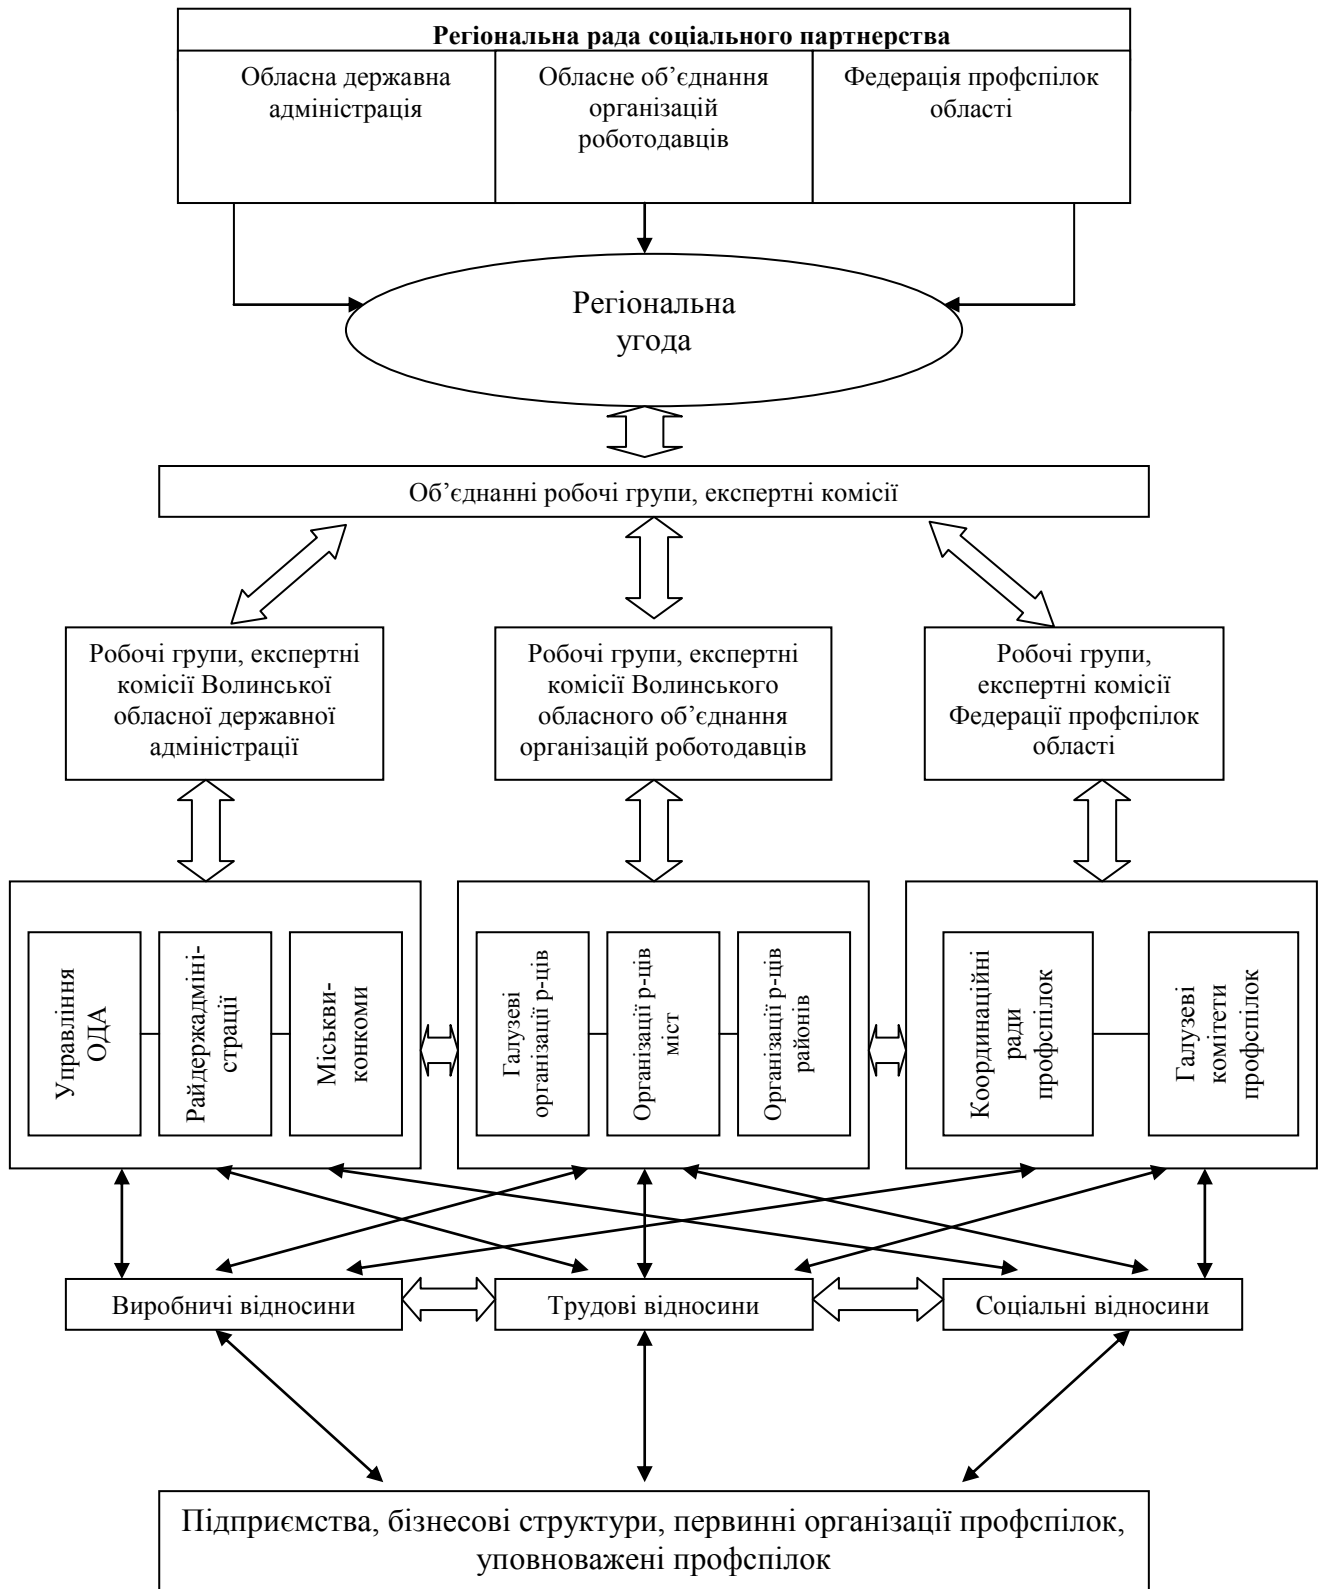 Регіональна рада соціального партнерства
Обласна державна
адміністрація
Обласне об’єднання
організацій
роботодавців
Федерація профспілок
області
Регіональна
угода
Об’єднанні робочі групи, експертні комісії
Робочі групи, експертні
комісії Волинської
обласної державної
адміністрації
Робочі групи, експертні
комісії Волинського
обласного об’єднання
організацій роботодавців
Робочі групи,
експертні комісії
Федерації профспілок
області
Управління
ОДА
Райдержадміні-
страції
Міськви-
конкоми
Галузеві
організації р-ців
Організації р-ців
міст
Організації р-ців
районів
Координаційні
ради
профспілок
Галузеві
комітети
профспілок
Виробничі відносини
Трудові відносини
Соціальні відносини
Підприємства, бізнесові структури, первинні організації профспілок,
уповноважені профспілок